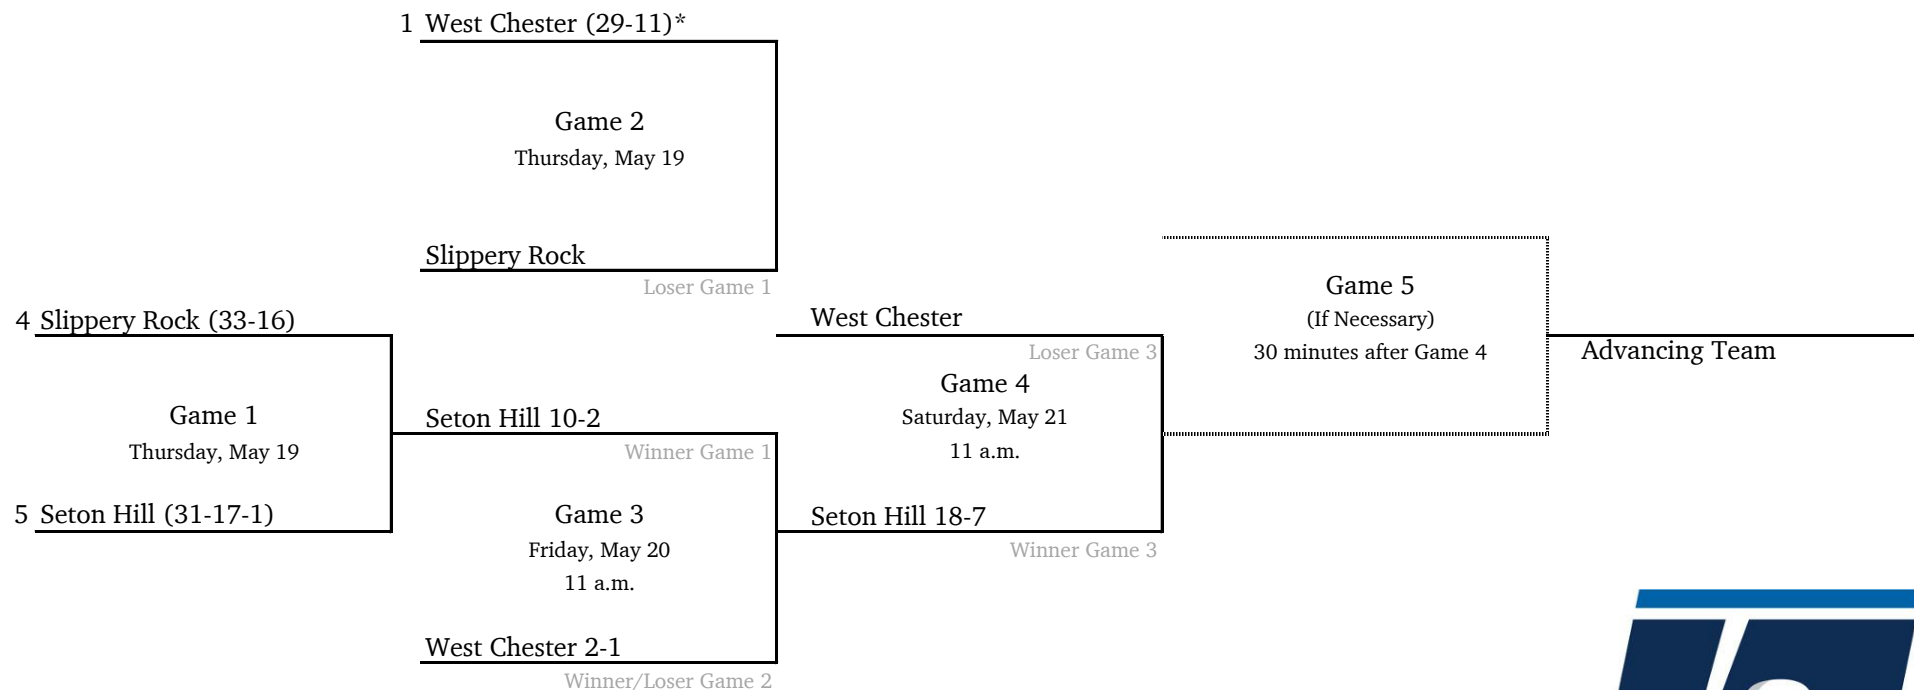 1 West Chester (29-11)*
Game 2
Thursday, May 19
Slippery Rock
Loser Game 1
4 Slippery Rock (33-16)
Game 1
Thursday, May 19
5 Seton Hill (31-17-1)
Seton Hill 10-2
Winner Game 1
Game 3
Friday, May 20
11 a.m.
West Chester 2-1
Winner/Loser Game 2
West Chester
Loser Game 3
Game 4
Saturday, May 21
11 a.m.
Seton Hill 18-7
Winner Game 3
Game 5
(If Necessary)
30 minutes after Game 4
Advancing Team